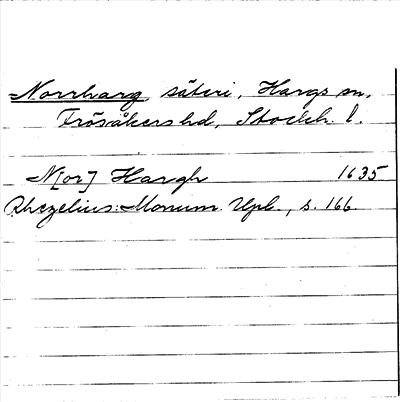 Norrharg, säteri, Hargs sn,
Frösåkers hd, Stockh. l.
N[or] Hargh 1635
Rhezelius: Monum. Upl., s. 166